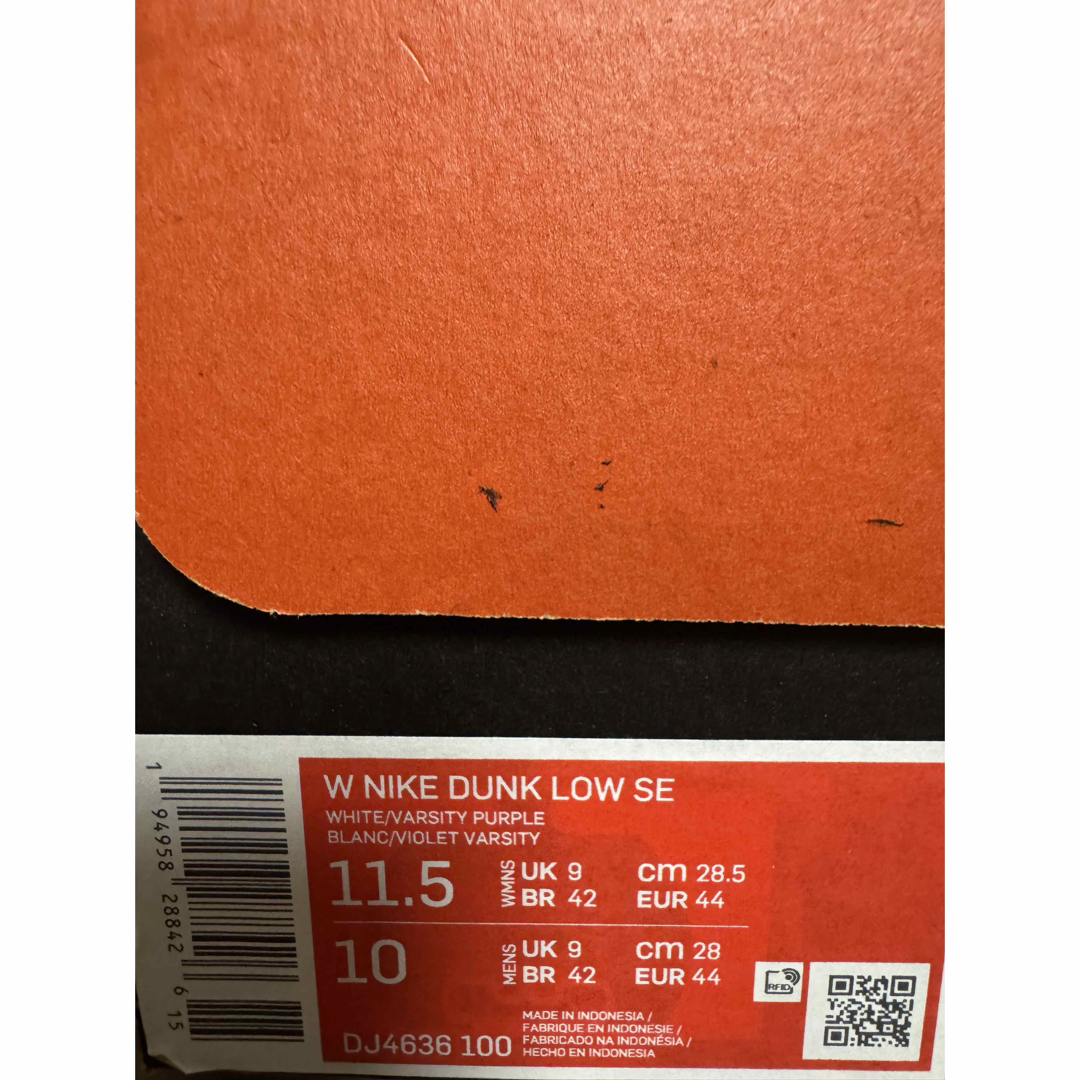 W NIKE DUNK LOW SE
WHITE/VARSITY PURPLE
BLANC/VIOLET VARSITY
11.5 WMNS UK 9 cm 28.5
BR 42 EUR 44
10 MENS UK 9 cm 28
BR 42 EUR 44
DJ4636 100
MADE IN INDONESIA /
FABRIQUE EN INDONESIE /
FABRICADO NA INDONÉSIA /
HECHO EN INDONESIA
RFID
1 94958 28842 6 15